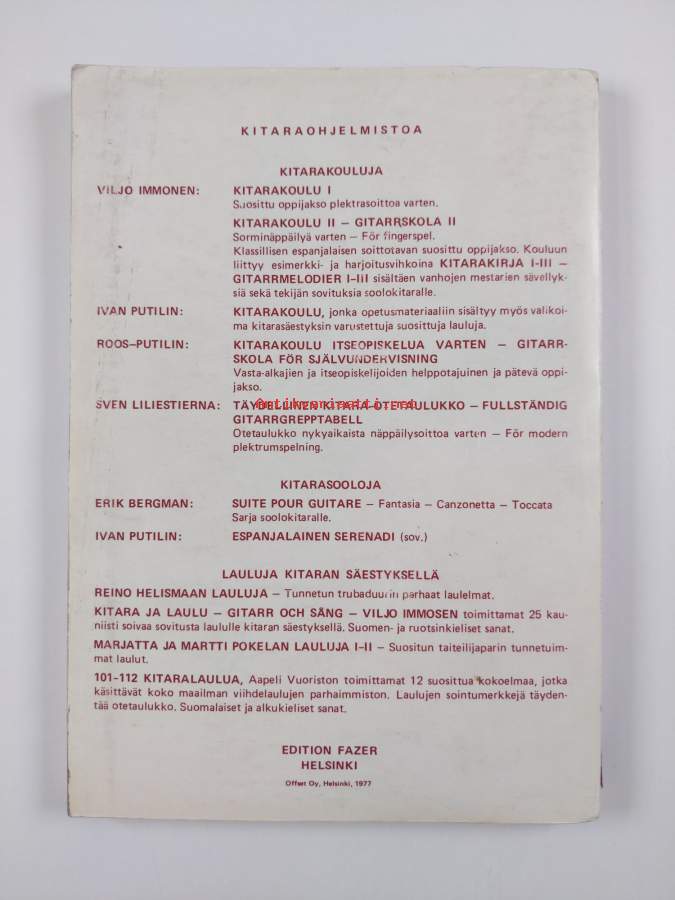 KITARAOHJELMISTOA
KITARAKOULUJA
VILJO IMMONEN: KITARAKOULU I
Suosittu oppijakso plektrasoittoa varten.
KITARAKOULU II – GITARRSKOLA II
Sorminäppäilyä varten – För fingerspel.
Klassillisen espanjalaisen soittotavan suosittu oppijakso. Kouluun
liittyy esimerkki- ja harjoitusvihkoina KITARAKIRJA I-III –
GITARRMELODIER I–III sisältäen vanhojen mestarien sävellyk-
siä sekä tekijän sovituksia soolokitaralle.
IVAN PUTILIN: KITARAKOULU, jonka opetusmateriaaliin sisältyy myös valikoi-
ma kitarasäestyksin varustettuja suosittuja lauluja.
ROOS–PUTILIN: KITARAKOULU ITSEOPISKELUA VARTEN – GITARR-
SKOLA FÖR SJÄLVUNDERVISNING
Vasta-alkajien ja itseopiskelijoiden helppotajuinen ja pätevä oppi-
jakso.
SVEN LILIESTIERNA: TÄYDELLINEN KITARA-OTETAULUKKO – FULLSTÄNDIG
GITARRGREPPTABELL
Otetaulukko nykyaikaista näppäilysoittoa varten – För modern
plektrumspelning.
KITARASOOLOJA
ERIK BERGMAN: SUITE POUR GUITARE – Fantasia – Canzonetta – Toccata
Sarja soolokitaralle.
IVAN PUTILIN: ESPANJALAINEN SERENADI (sov.)
LAULUJA KITARAN SÄESTYKSELLÄ
REINO HELISMAAN LAULUJA – Tunnetun trubaduurin parhaat laulelmat.
KITARA JA LAULU – GITARR OCH SÅNG – VILJO IMMOSEN toimittamat 25 kau-
niisti soivaa sovitusta laululle kitaran säestyksellä. Suomen- ja ruotsinkieliset sanat.
MARJATTA JA MARTTI POKELAN LAULUJA I–II – Suositun taiteilijaparin tunnetuim-
mat laulut.
101–112 KITARALAULUA, Aapeli Vuoriston toimittamat 12 suosittua kokoelmaa, jotka
käsittävät koko maailman viihdelaulujen parhaimmiston. Laulujen sointumerkkejä täyden-
tää otetaulukko. Suomalaiset ja alkukieliset sanat.
EDITION FAZER
HELSINKI
Offset Oy, Helsinki, 1977